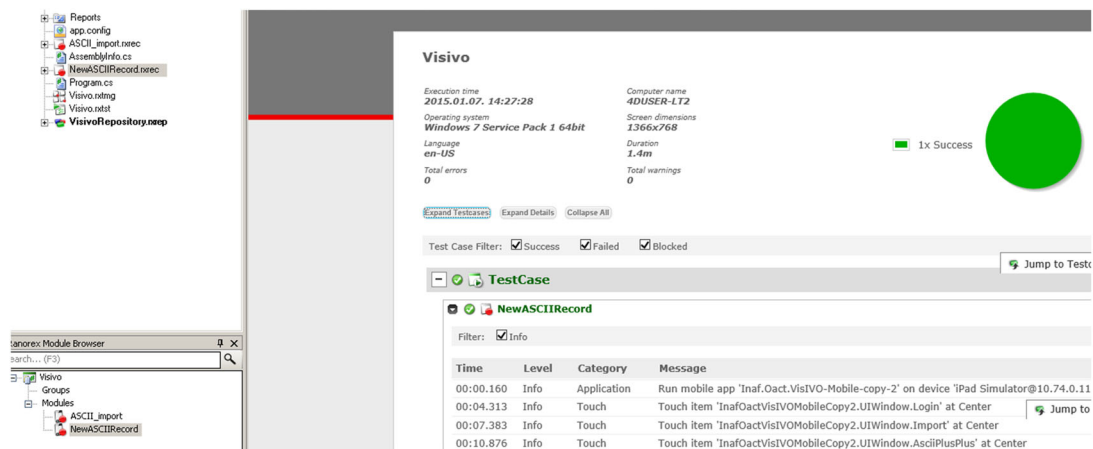 Reports
app.config
ASCII_import.rxrec
AssemblyInfo.cs
NewASCIIRecord.rxrec
Program.cs
Visivo.rxtmg
Visivo.rxtst
VisivoRepository.rxrep
anorex Module Browser
earch... (F3)
Visivo
Groups
Modules
ASCII_import
NewASCIIRecord
Visivo
Execution time
2015.01.07. 14:27:28
Computer name
4DUSER-LT2
Operating system
Windows 7 Service Pack 1 64bit
Screen dimensions
1366x768
Language
en-US
Duration
1.4m
Total errors
0
Total warnings
0
1x Success
Expand Testcases Expand Details Collapse All
Test Case Filter: Success Failed Blocked
Jump to Testc
TestCase
NewASCIIRecord
Filter: Info
Time Level Category Message
00:00.160 Info Application Run mobile app 'Inaf.Oact.VisIVO-Mobile-copy-2' on device 'iPad Simulator@10.74.0.11
00:04.313 Info Touch Touch item 'InafOactVisIVOMobileCopy2.UIWindow.Login' at Center
Jump to
00:07.383 Info Touch Touch item 'InafOactVisIVOMobileCopy2.UIWindow.Import' at Center
00:10.876 Info Touch Touch item 'InafOactVisIVOMobileCopy2.UIWindow.AsciiPlusPlus' at Center